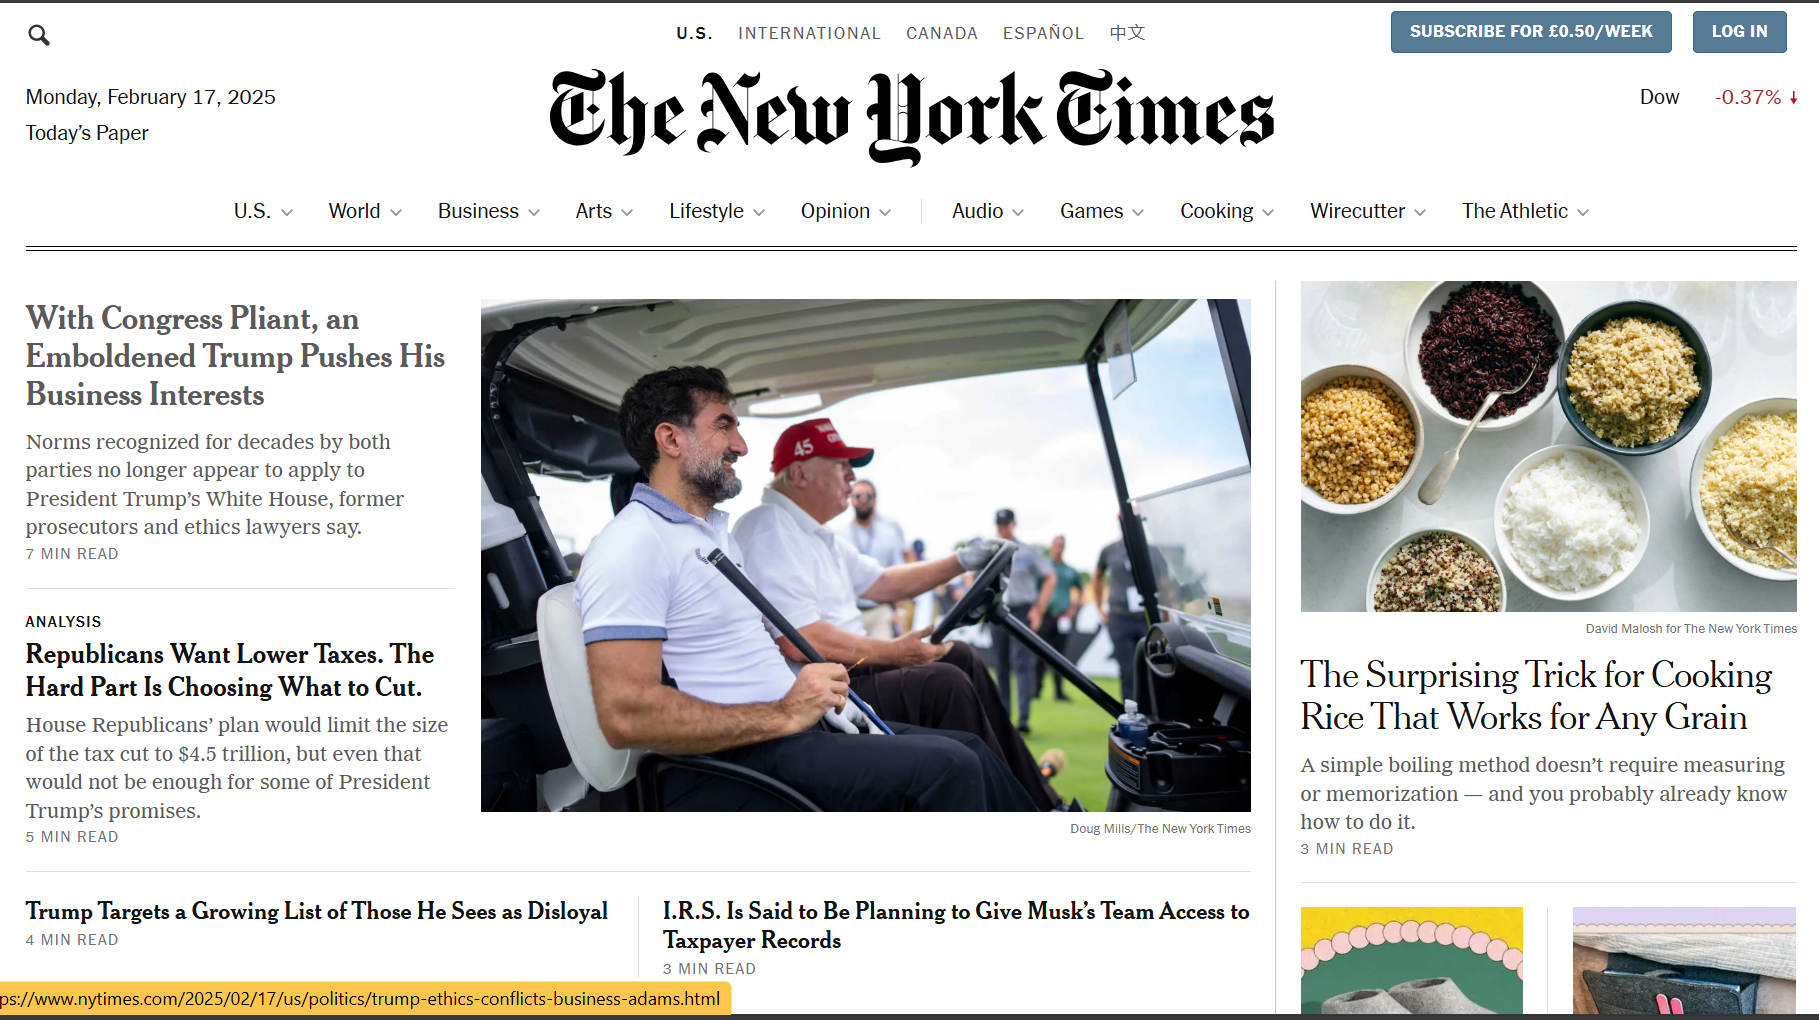 U.S. INTERNATIONAL CANADA ESPAÑOL 中文
SUBSCRIBE FOR £0.50/WEEK
LOG IN
Monday, February 17, 2025
Today's Paper
The New York Times
Dow -0.37%
U.S. World Business Arts Lifestyle Opinion Audio Games Cooking Wirecutter The Athletic
With Congress Pliant, an
Emboldened Trump Pushes His
Business Interests
Norms recognized for decades by both
parties no longer appear to apply to
President Trump's White House, former
prosecutors and ethics lawyers say.
7 MIN READ
ANALYSIS
Republicans Want Lower Taxes. The
Hard Part Is Choosing What to Cut.
House Republicans' plan would limit the size
of the tax cut to $4.5 trillion, but even that
would not be enough for some of President
Trump's promises.
5 MIN READ
45
Doug Mills/The New York Times
Trump Targets a Growing List of Those He Sees as Disloyal
4 MIN READ
I.R.S. Is Said to Be Planning to Give Musk's Team Access to
Taxpayer Records
3 MIN READ
David Malosh for The New York Times
The Surprising Trick for Cooking
Rice That Works for Any Grain
A simple boiling method doesn't require measuring
or memorization — and you probably already know
how to do it.
3 MIN READ
ps://www.nytimes.com/2025/02/17/us/politics/trump-ethics-conflicts-business-adams.html